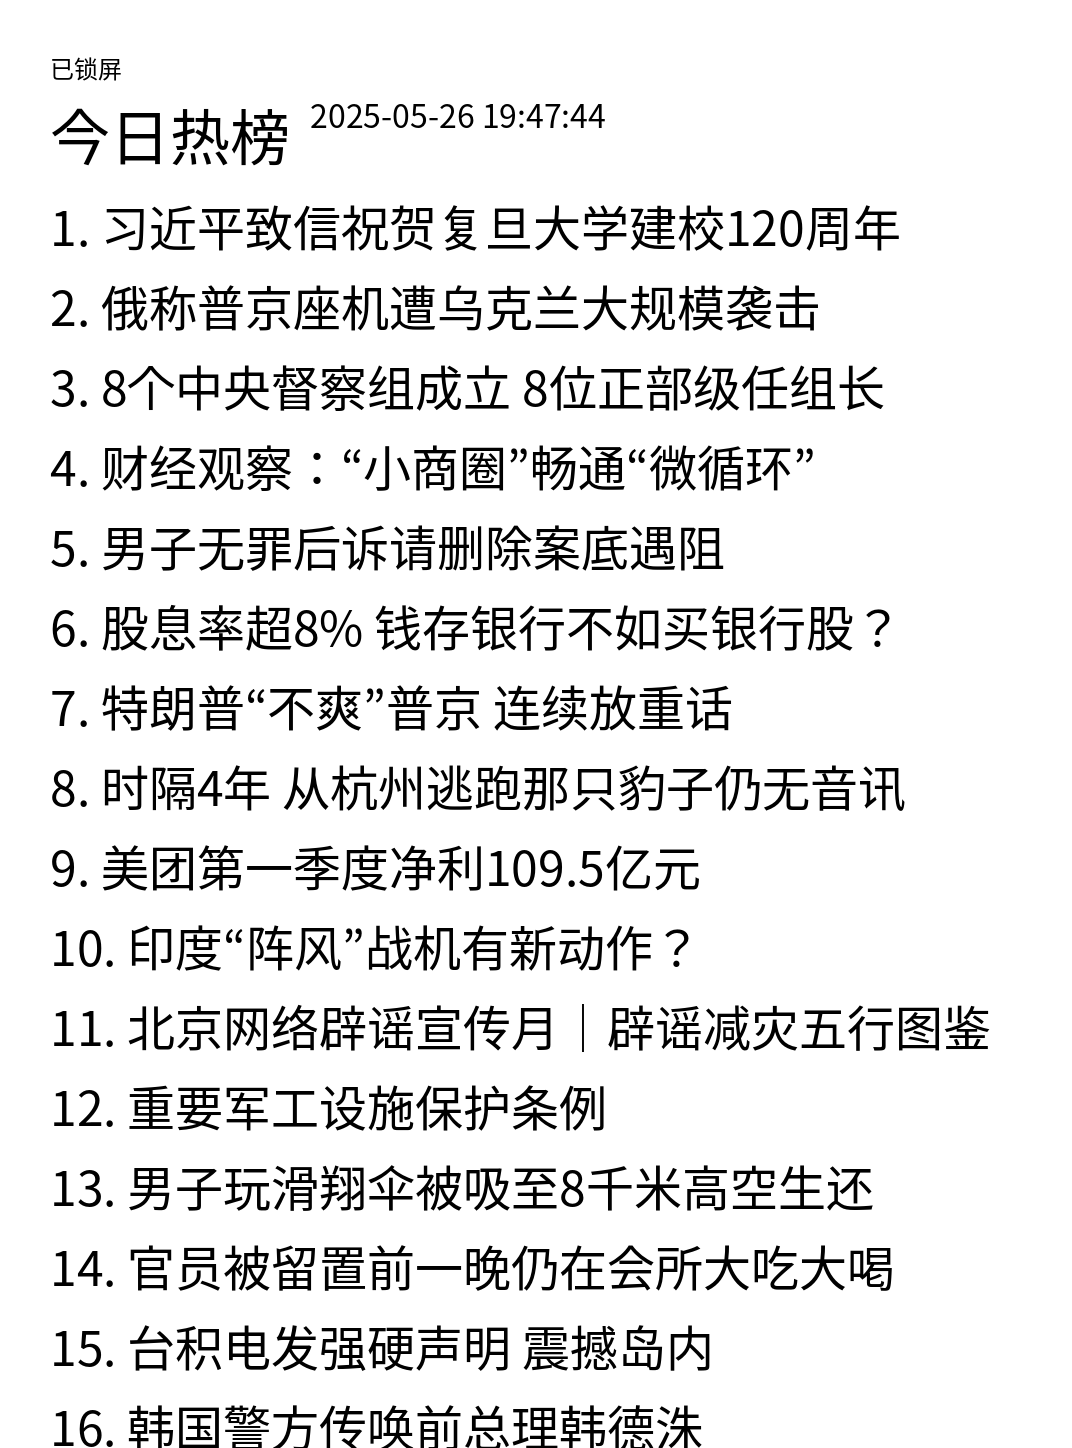 已锁屏
今日热榜 2025-05-26 19:47:44
1. 习近平致信祝贺复旦大学建校120周年
2. 俄称普京座机遭乌克兰大规模袭击
3. 8个中央督察组成立 8位正部级任组长
4. 财经观察：“小商圈”畅通“微循环”
5. 男子无罪后诉请删除案底遇阻
6. 股息率超8% 钱存银行不如买银行股？
7. 特朗普“不爽”普京 连续放重话
8. 时隔4年 从杭州逃跑那只豹子仍无音讯
9. 美团第一季度净利109.5亿元
10. 印度“阵风”战机有新动作？
11. 北京网络辟谣宣传月｜辟谣减灾五行图鉴
12. 重要军工设施保护条例
13. 男子玩滑翔伞被吸至8千米高空生还
14. 官员被留置前一晚仍在会所大吃大喝
15. 台积电发强硬声明 震撼岛内
16. 韩国警方传唤前总理韩德洙